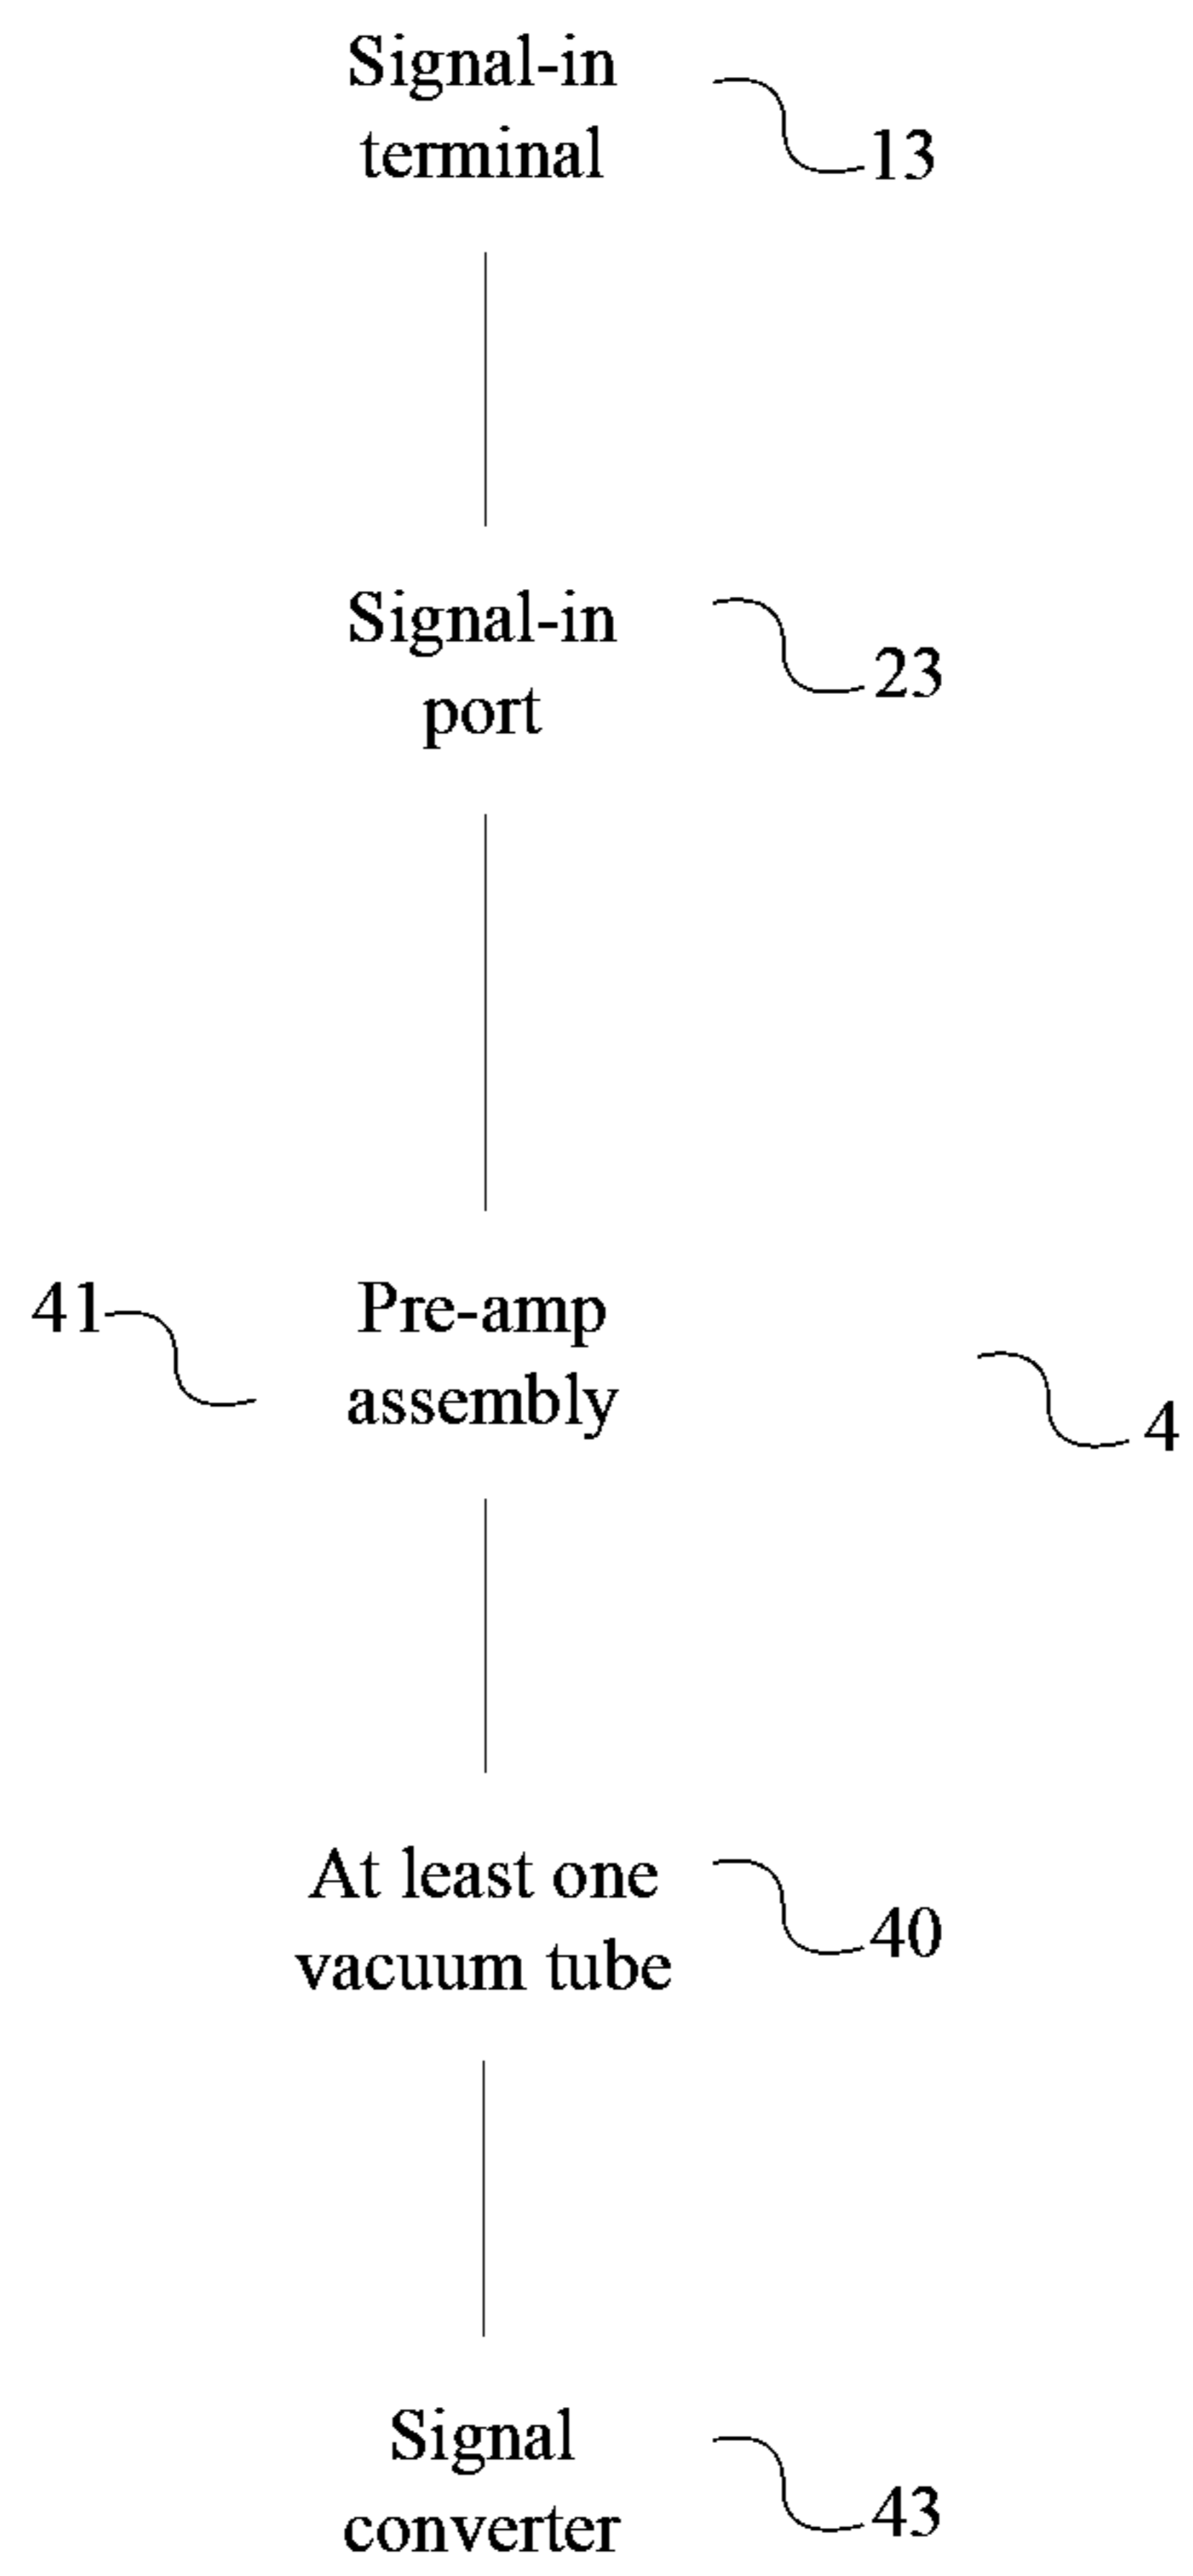 Signal-in
terminal
13
Signal-in
port
23
41
Pre-amp
assembly
4
At least one
vacuum tube
40
Signal
converter
43